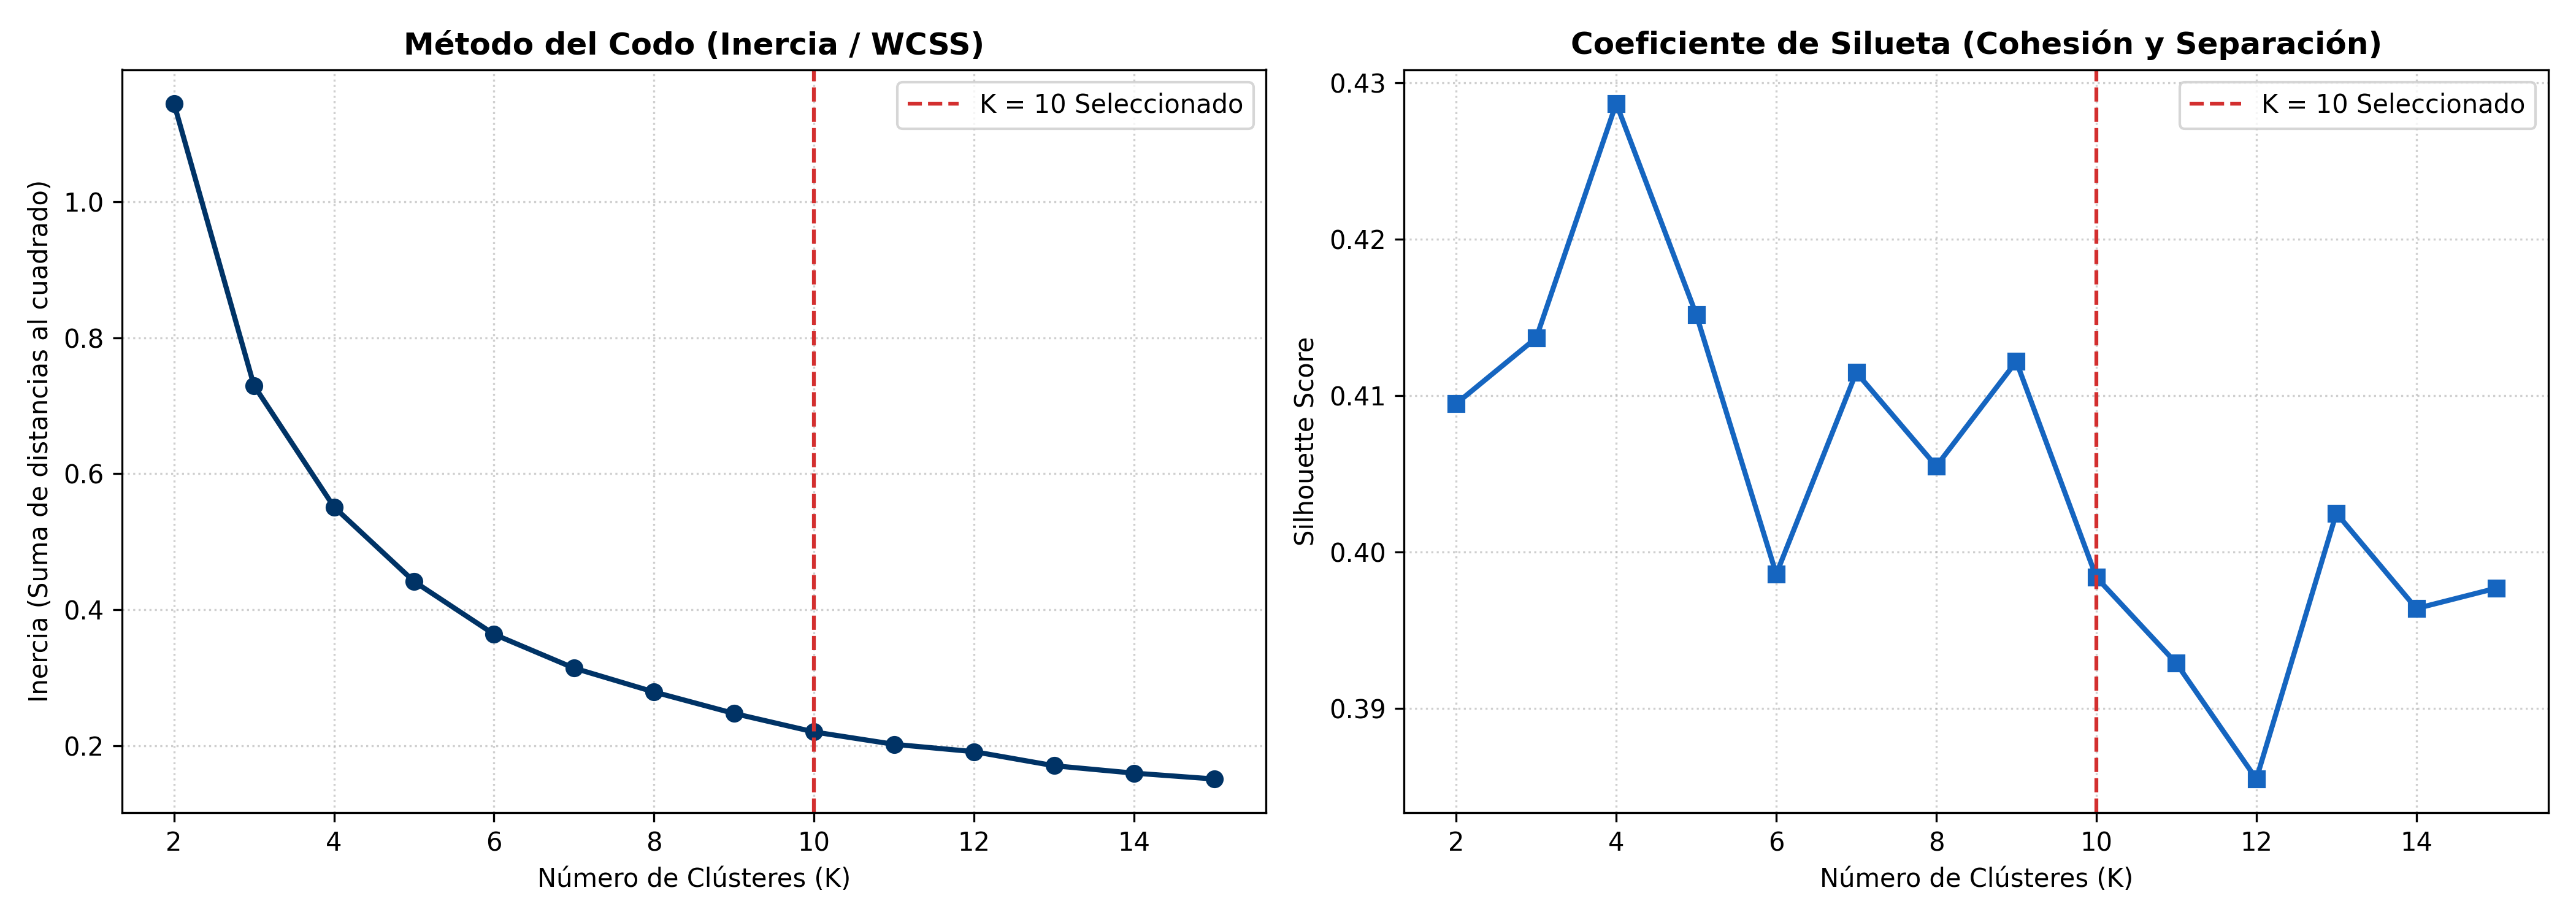 Método del Codo (Inercia / WCSS)
K = 10 Seleccionado
Inercia (Suma de distancias al cuadrado)
1.0
0.8
0.6
0.4
0.2
2 4 6 8 10 12 14
Número de Clústeres (K)
Coeficiente de Silueta (Cohesión y Separación)
K = 10 Seleccionado
Silhouette Score
0.43
0.42
0.41
0.40
0.39
2 4 6 8 10 12 14
Número de Clústeres (K)